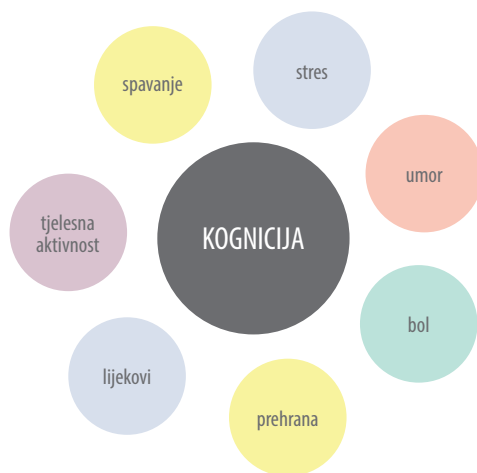 spavanje
stres
umor
tjelesna
aktivnost
KOGNICIJA
bol
lijekovi
prehrana